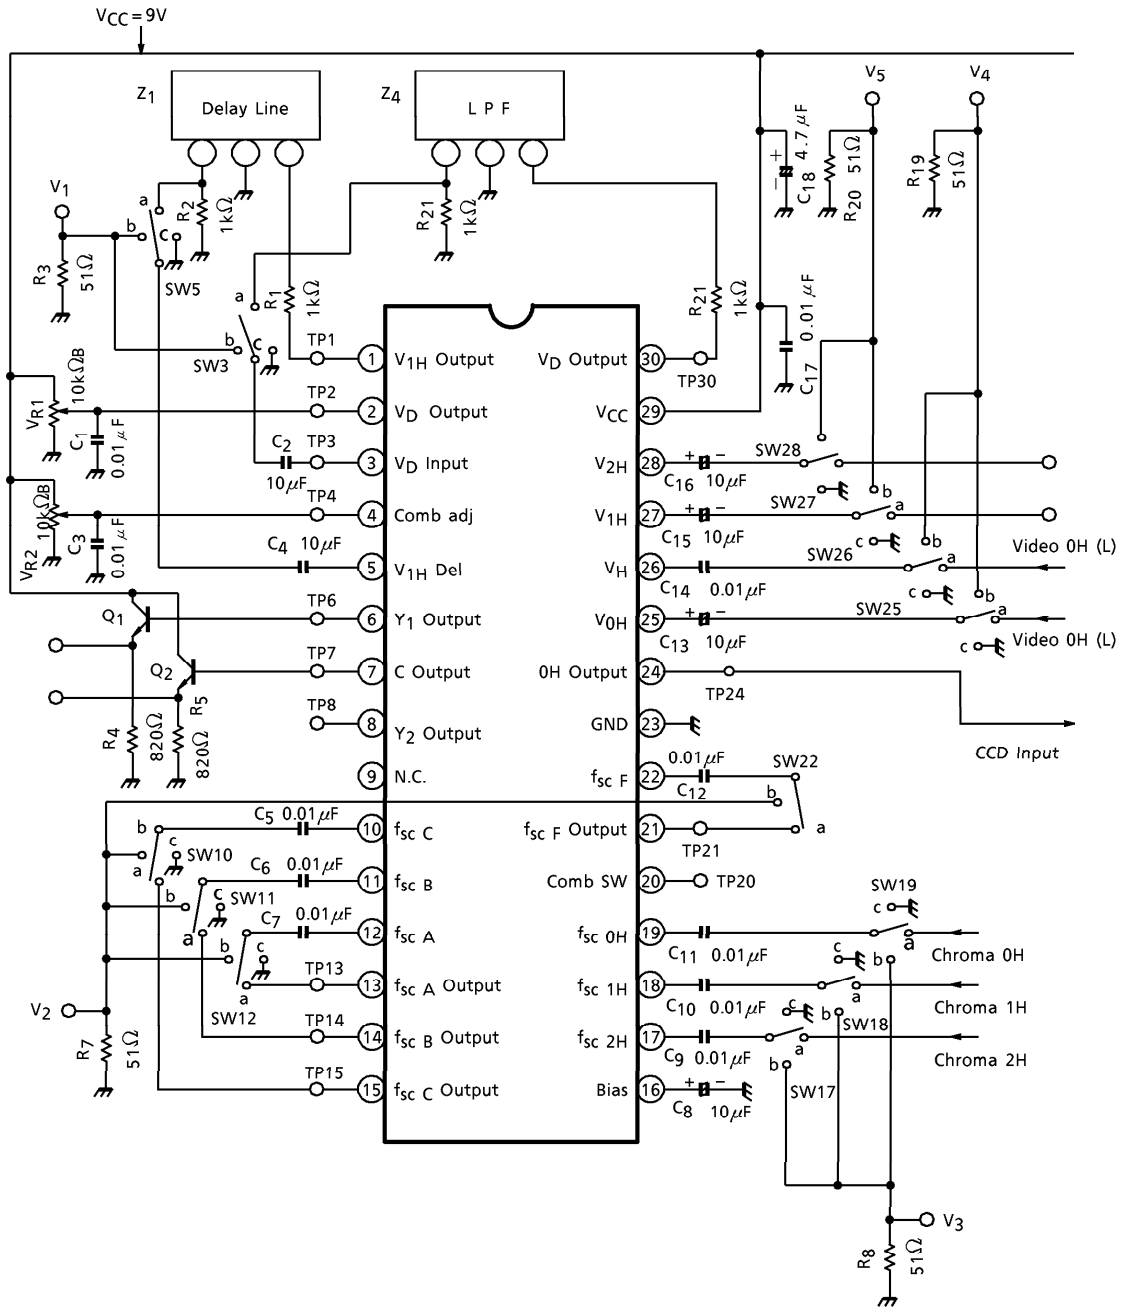 VCC = 9V
Z1
Delay Line
Z4
L P F
V5
V4
C18 4.7 μF
R20 51Ω
R19 51Ω
V1
a
b
c
R2 1kΩ
R21 1kΩ
R3 51Ω
SW5
R1 1kΩ
R21 1kΩ
C17 0.01 μF
a
b
c
SW3
TP1
1
V1H Output
VD Output
30
TP30
VR1 10kΩB
C1 0.01 μF
TP2
2
VD Output
VCC
29
C2
10μF
TP3
3
VD Input
V2H
28
+ −
C16 10μF
SW28
VR2 10kΩB
C3 0.01 μF
TP4
4
Comb adj
V1H
27
+ −
C15 10μF
SW27
b
a
c
C4 10μF
5
V1H Del
VH
26
C14 0.01μF
SW26
b
a
c
Video 0H (L)
Q1
TP6
6
Y1 Output
V0H
25
+ −
C13 10μF
SW25
b
a
c
Video 0H (L)
Q2
TP7
7
C Output
0H Output
24
TP24
CCD Input
R4 820Ω
R5 820Ω
TP8
8
Y2 Output
GND
23
9
N.C.
fsc F
22
0.01μF
C12
SW22
b
a
C5 0.01μF
10
fsc C
fsc F Output
21
TP21
b
c
a
SW10
C6 0.01μF
11
fsc B
Comb SW
20
TP20
b
c
a
SW11
C7 0.01μF
12
fsc A
fsc 0H
19
C11 0.01μF
SW19
c
a
b
Chroma 0H
b
c
a
SW12
TP13
13
fsc A Output
fsc 1H
18
C10 0.01μF
c
a
b
SW18
Chroma 1H
V2
R7 51Ω
TP14
14
fsc B Output
fsc 2H
17
C9 0.01μF
c
a
b
SW17
Chroma 2H
TP15
15
fsc C Output
Bias
16
+ −
C8 10μF
V3
R8 51Ω